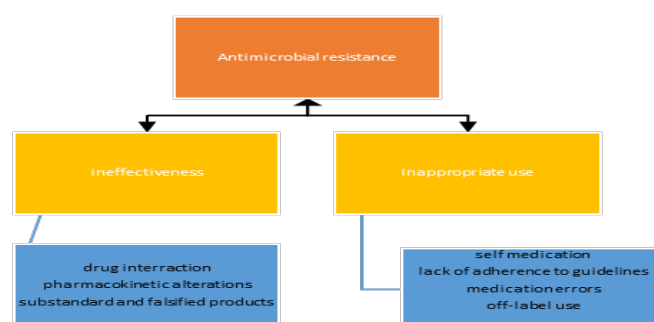 Antimicrobial resistance
ineffectiveness
Inappropriate use
drug interraction
pharmacokinetic alterations
substandard and falsified products
self medication
lack of adherence to guidelines
medication errors
off-label use